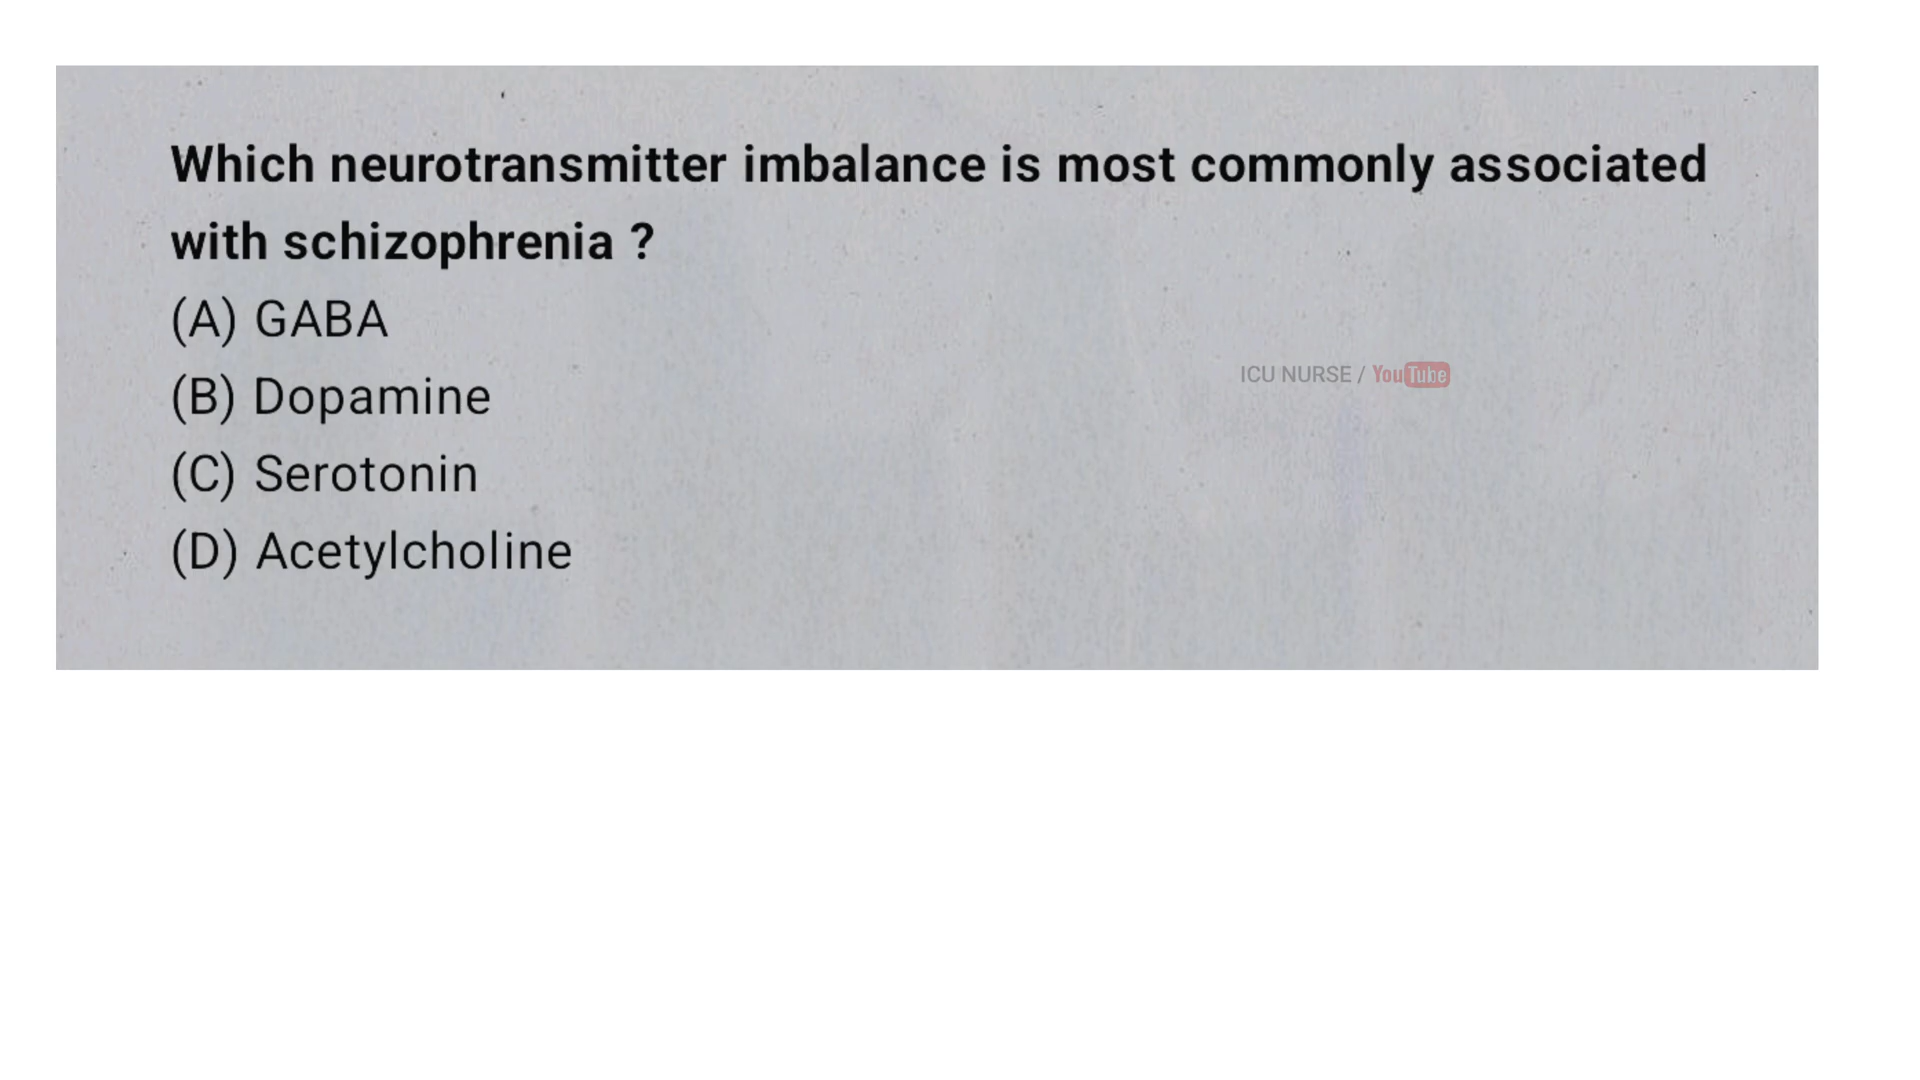 Which neurotransmitter imbalance is most commonly associated
with schizophrenia ?
(A) GABA
(B) Dopamine
ICU NURSE / YouTube
(C) Serotonin
(D) Acetylcholine